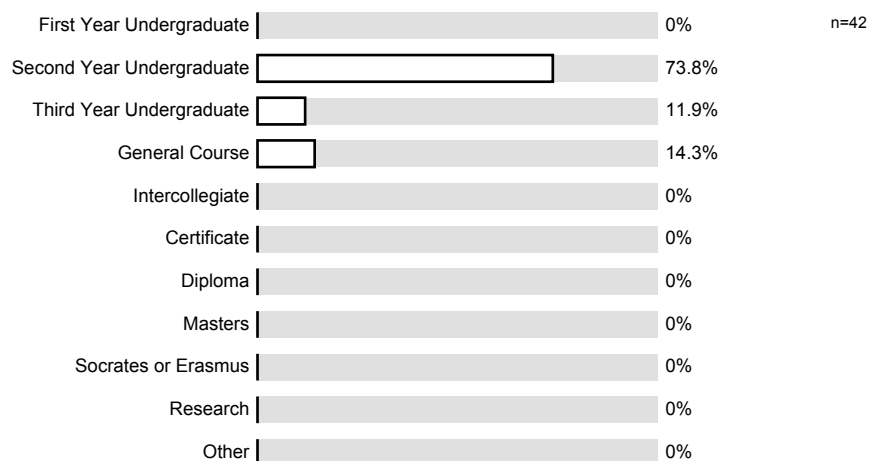 First Year Undergraduate 0% n=42
Second Year Undergraduate 73.8%
Third Year Undergraduate 11.9%
General Course 14.3%
Intercollegiate 0%
Certificate 0%
Diploma 0%
Masters 0%
Socrates or Erasmus 0%
Research 0%
Other 0%